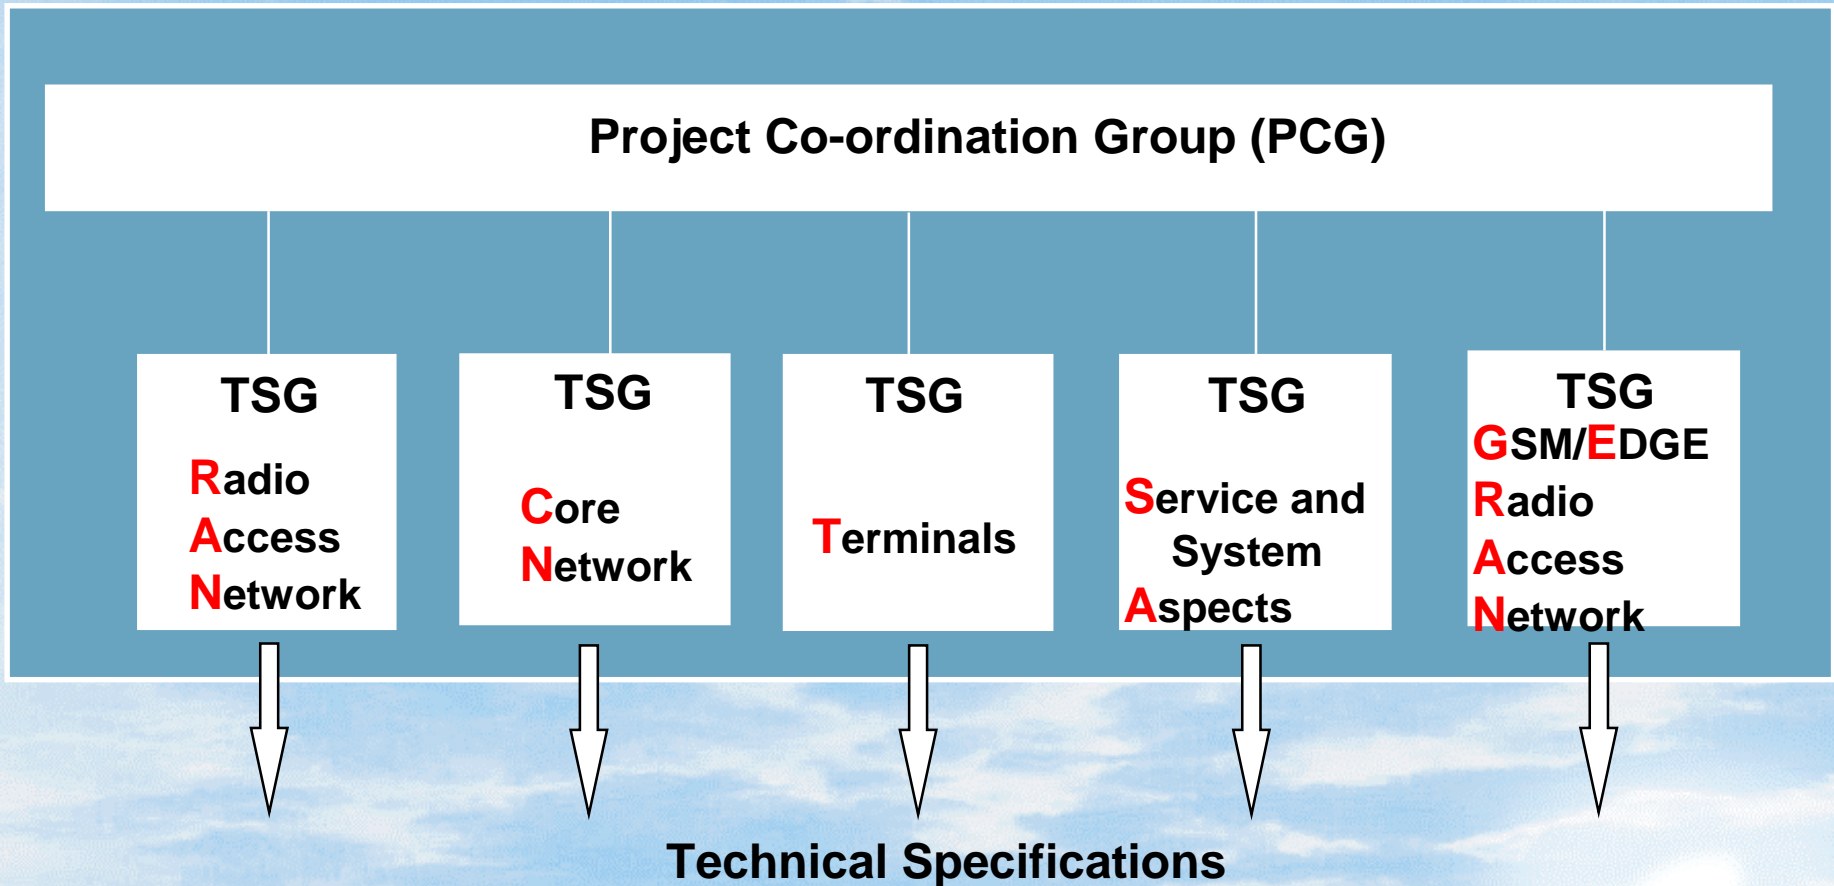 Project Co-ordination Group (PCG)
TSG
Radio
Access
Network
TSG
Core
Network
TSG
Terminals
TSG
Service and
System
Aspects
TSG
GSM/EDGE
Radio
Access
Network
Technical Specifications